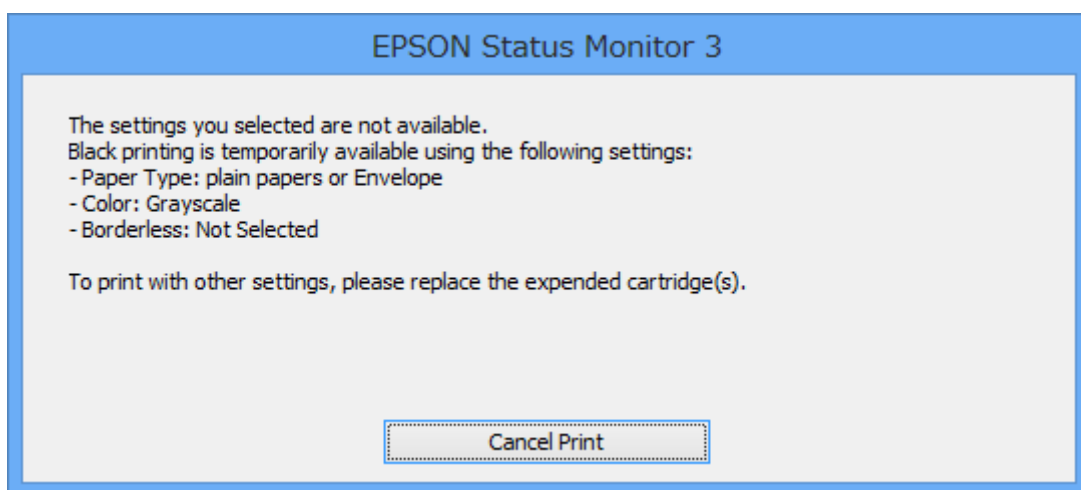 EPSON Status Monitor 3
The settings you selected are not available.
Black printing is temporarily available using the following settings:
- Paper Type: plain papers or Envelope
- Color: Grayscale
- Borderless: Not Selected
To print with other settings, please replace the expended cartridge(s).
Cancel Print